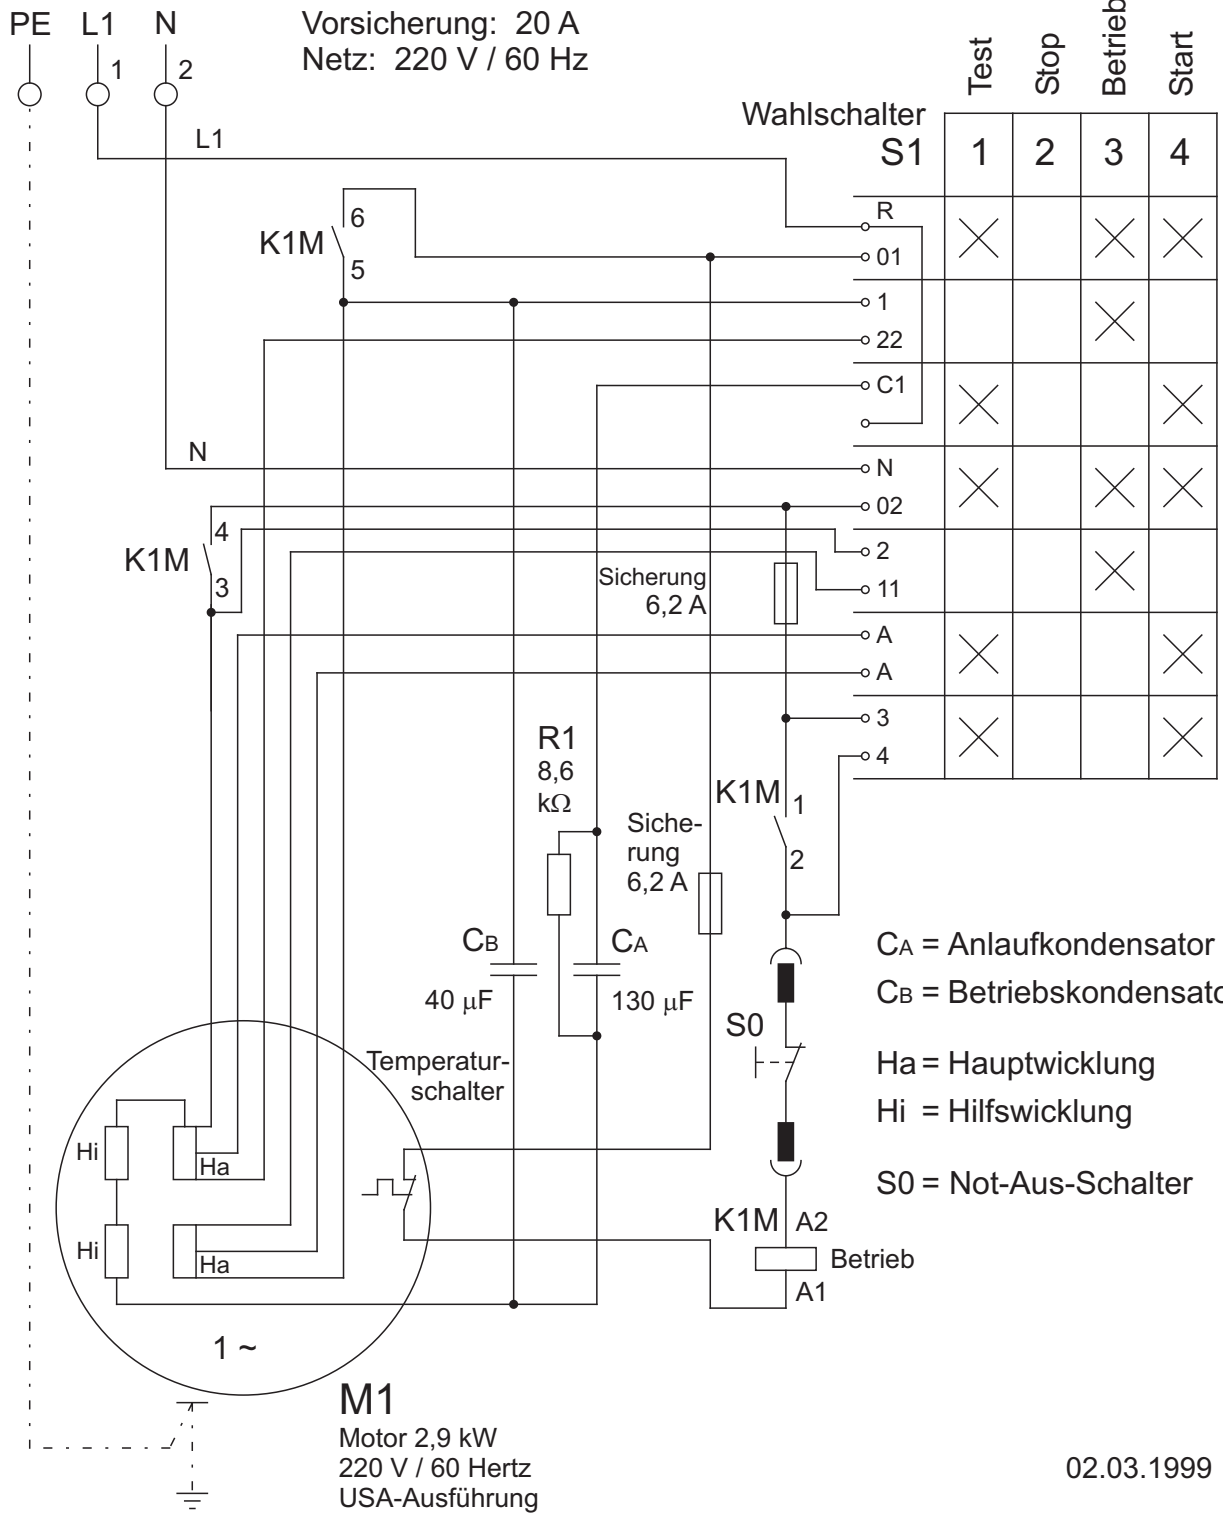 PE L1 N
Vorsicherung: 20 A
Netz: 220 V / 60 Hz
1 2
Test
Stop
Betrieb
Start
Wahlschalter
S1 1 2 3 4
L1
R
01
K1M
6
5
1
22
C1
N
N
02
K1M
4
3
2
11
Sicherung
6,2 A
A
A
3
4
R1
8,6
kΩ
K1M
1
2
Siche-
rung
6,2 A
CB
40 µF
CA
130 µF
CA = Anlaufkondensator
CB = Betriebskondensato
S0
Temperatur-
schalter
Ha = Hauptwicklung
Hi = Hilfswicklung
S0 = Not-Aus-Schalter
Hi
Ha
Hi
Ha
K1M A2
Betrieb
A1
1 ~
M1
Motor 2,9 kW
220 V / 60 Hertz
USA-Ausführung
02.03.1999